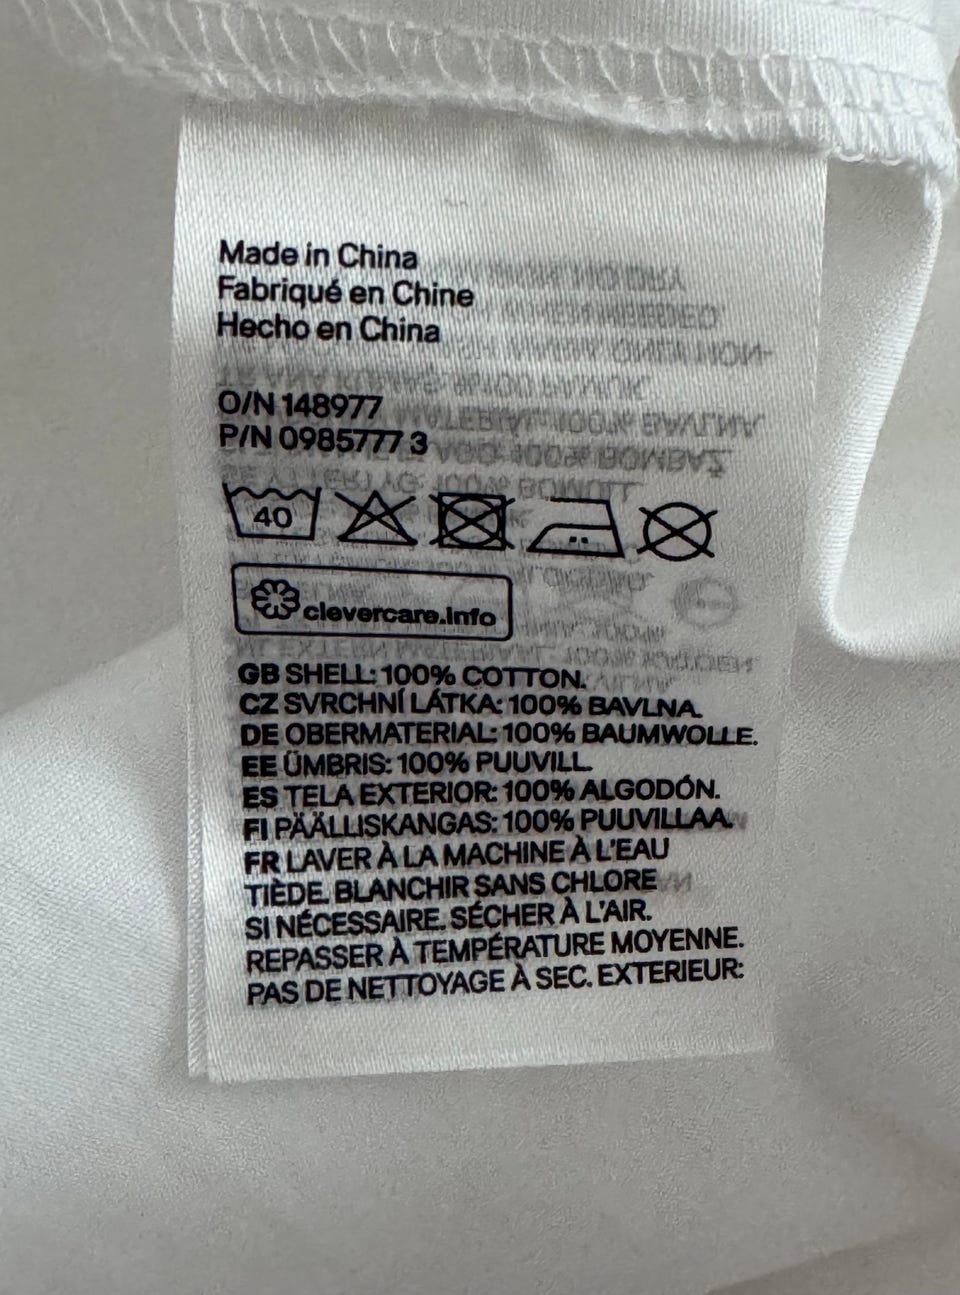 Made in China
Fabriqué en Chine
Hecho en China
O/N 148977
P/N 0985777 3
40
clevercare.info
GB SHELL: 100% COTTON.
CZ SVRCHNÍ LÁTKA: 100% BAVLNA.
DE OBERMATERIAL: 100% BAUMWOLLE.
EE ÜMBRIS: 100% PUUVILL.
ES TELA EXTERIOR: 100% ALGODÓN.
FI PÄÄLLISKANGAS: 100% PUUVILLAA.
FR LAVER À LA MACHINE À L'EAU
TIÈDE. BLANCHIR SANS CHLORE
SI NÉCESSAIRE. SÉCHER À L'AIR.
REPASSER À TEMPÉRATURE MOYENNE.
PAS DE NETTOYAGE À SEC. EXTERIEUR: